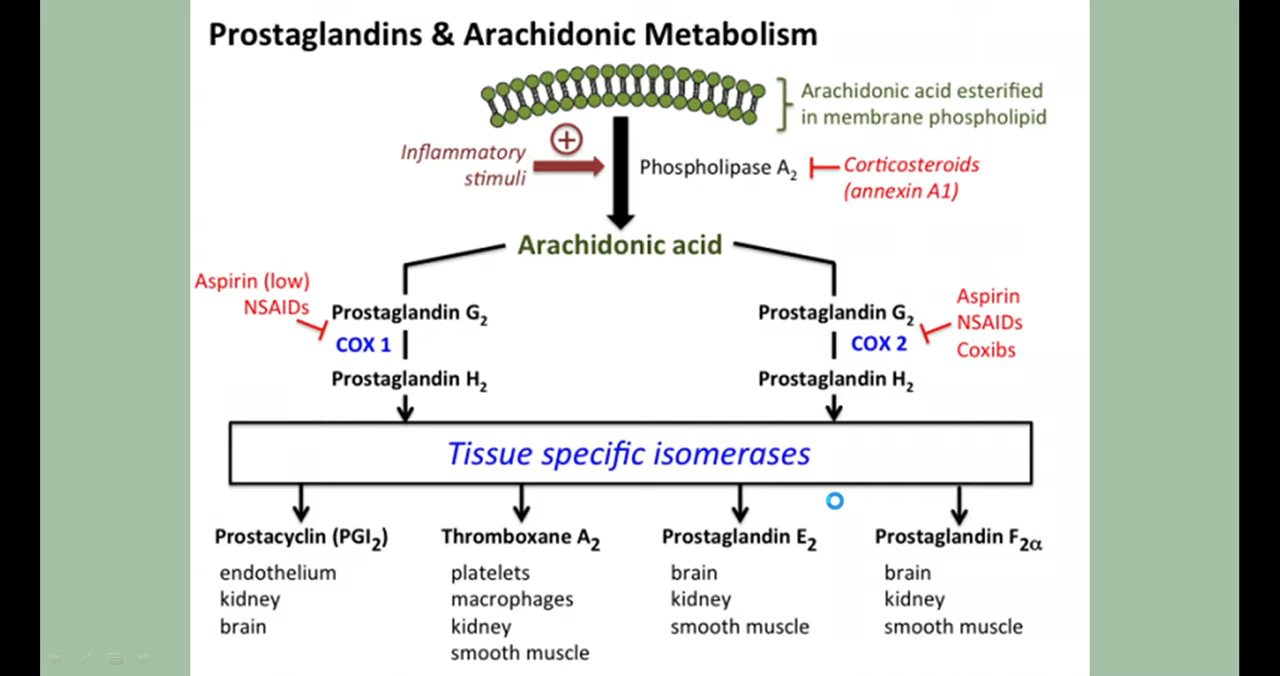 Prostaglandins & Arachidonic Metabolism
Arachidonic acid esterified
in membrane phospholipid
Inflammatory
stimuli
+
Phospholipase A2
Corticosteroids
(annexin A1)
Arachidonic acid
Aspirin (low)
NSAIDs
Prostaglandin G2
COX 1
Prostaglandin H2
Prostaglandin G2
COX 2
Prostaglandin H2
Aspirin
NSAIDs
Coxibs
Tissue specific isomerases
Prostacyclin (PGI2)
endothelium
kidney
brain
Thromboxane A2
platelets
macrophages
kidney
smooth muscle
Prostaglandin E2
brain
kidney
smooth muscle
Prostaglandin F2α
brain
kidney
smooth muscle